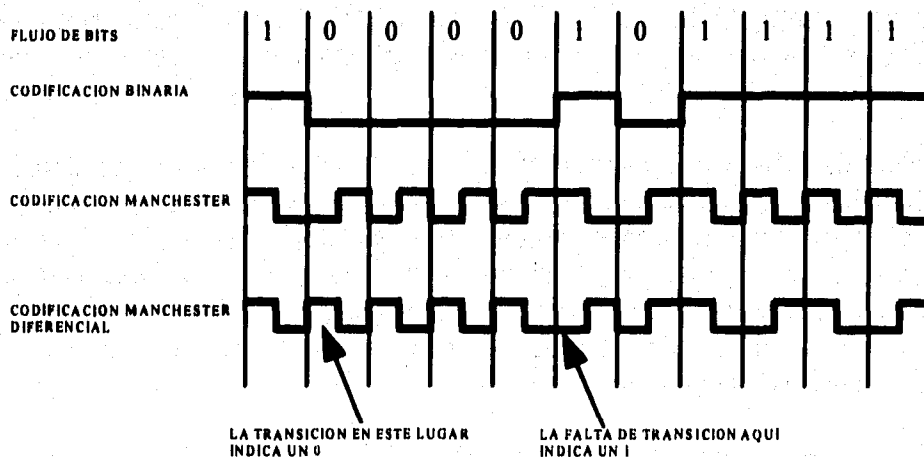 FLUJO DE BITS 1 0 0 0 0 1 0 1 1 1 1
CODIFICACION BINARIA
CODIFICACION MANCHESTER
CODIFICACION MANCHESTER
DIFERENCIAL
LA TRANSICION EN ESTE LUGAR
INDICA UN 0
LA FALTA DE TRANSICION AQUI
INDICA UN 1